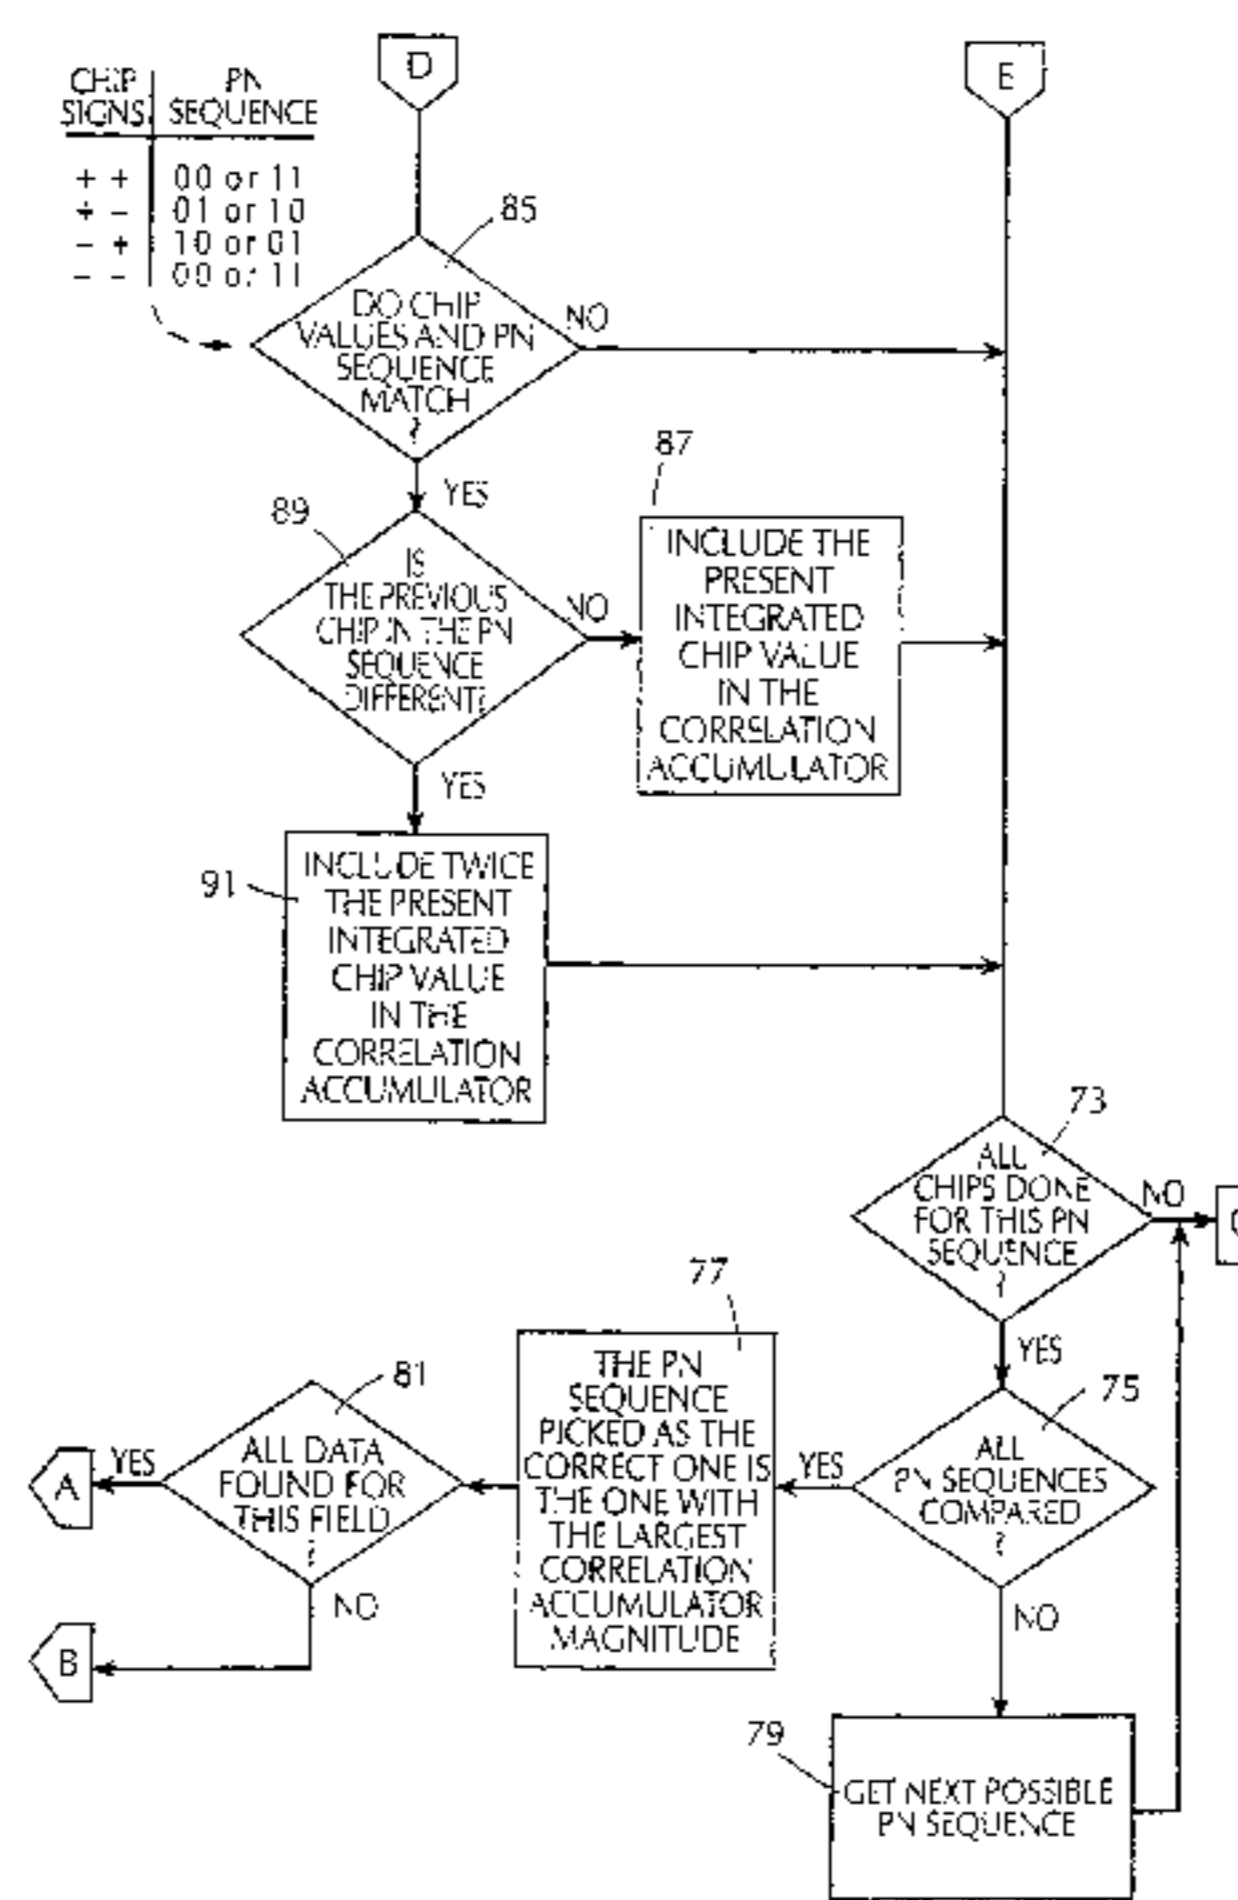 D
E
CHIP SIGNS
PN SEQUENCE
+ + 00 or 11
+ - 01 or 10
- + 10 or 01
- - 00 or 11
85
DO CHIP
VALUES AND PN
SEQUENCE
MATCH
?
NO
YES
89
IS
THE PREVIOUS
CHIP IN THE PN
SEQUENCE
DIFFERENT?
NO
YES
87
INCLUDE THE
PRESENT
INTEGRATED
CHIP VALUE
IN THE
CORRELATION
ACCUMULATOR
91
INCLUDE TWICE
THE PRESENT
INTEGRATED
CHIP VALUE
IN THE
CORRELATION
ACCUMULATOR
73
ALL
CHIPS DONE
FOR THIS PN
SEQUENCE
?
NO
YES
75
ALL
PN SEQUENCES
COMPARED
?
YES
NO
77
THE PN
SEQUENCE
PICKED AS THE
CORRECT ONE IS
THE ONE WITH
THE LARGEST
CORRELATION
ACCUMULATOR
MAGNITUDE
81
ALL DATA
FOUND FOR
THIS FIELD
?
YES
A
NO
B
79
GET NEXT POSSIBLE
PN SEQUENCE